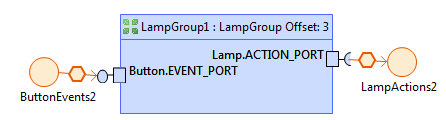 LampGroup1 : LampGroup Offset: 3
Lamp.ACTION_PORT
Button.EVENT_PORT
ButtonEvents2
LampActions2